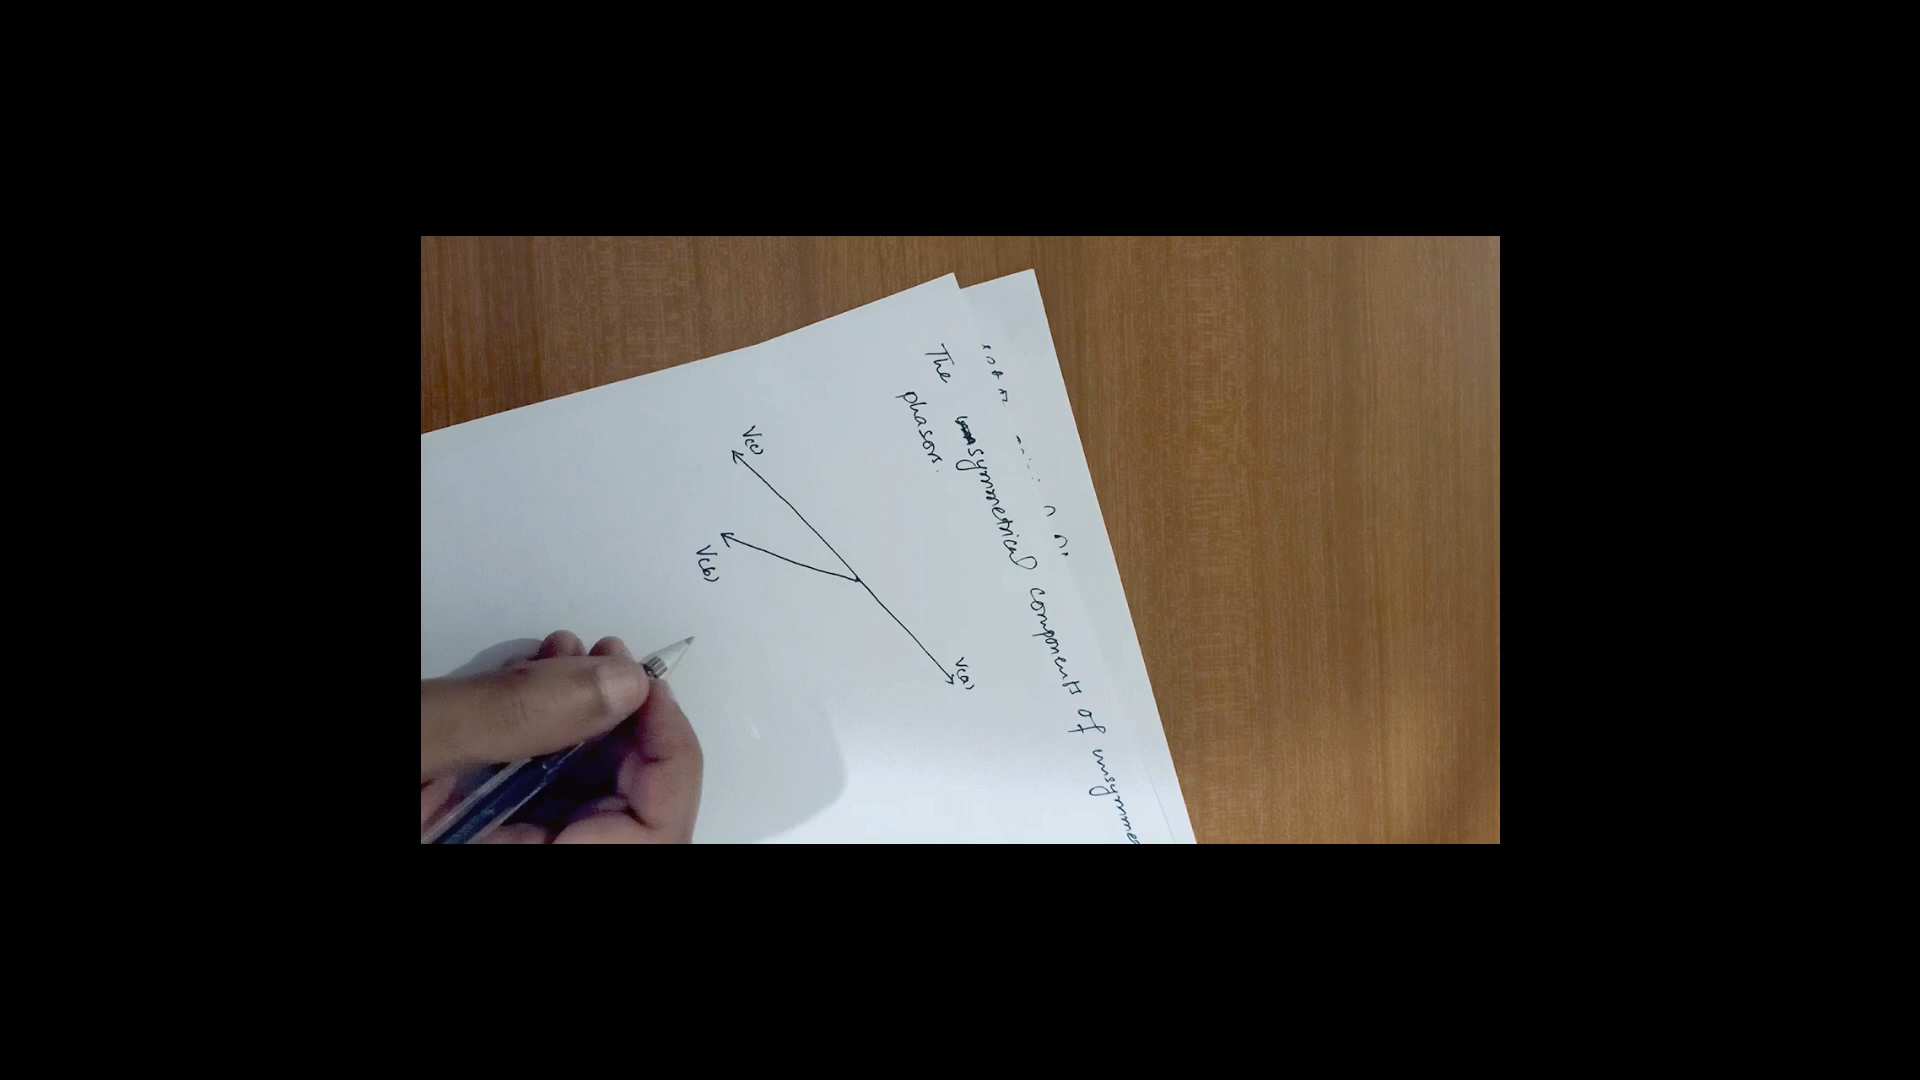 The symmetrical components of unsymme
phasors.
V(a)
V(c)
V(b)